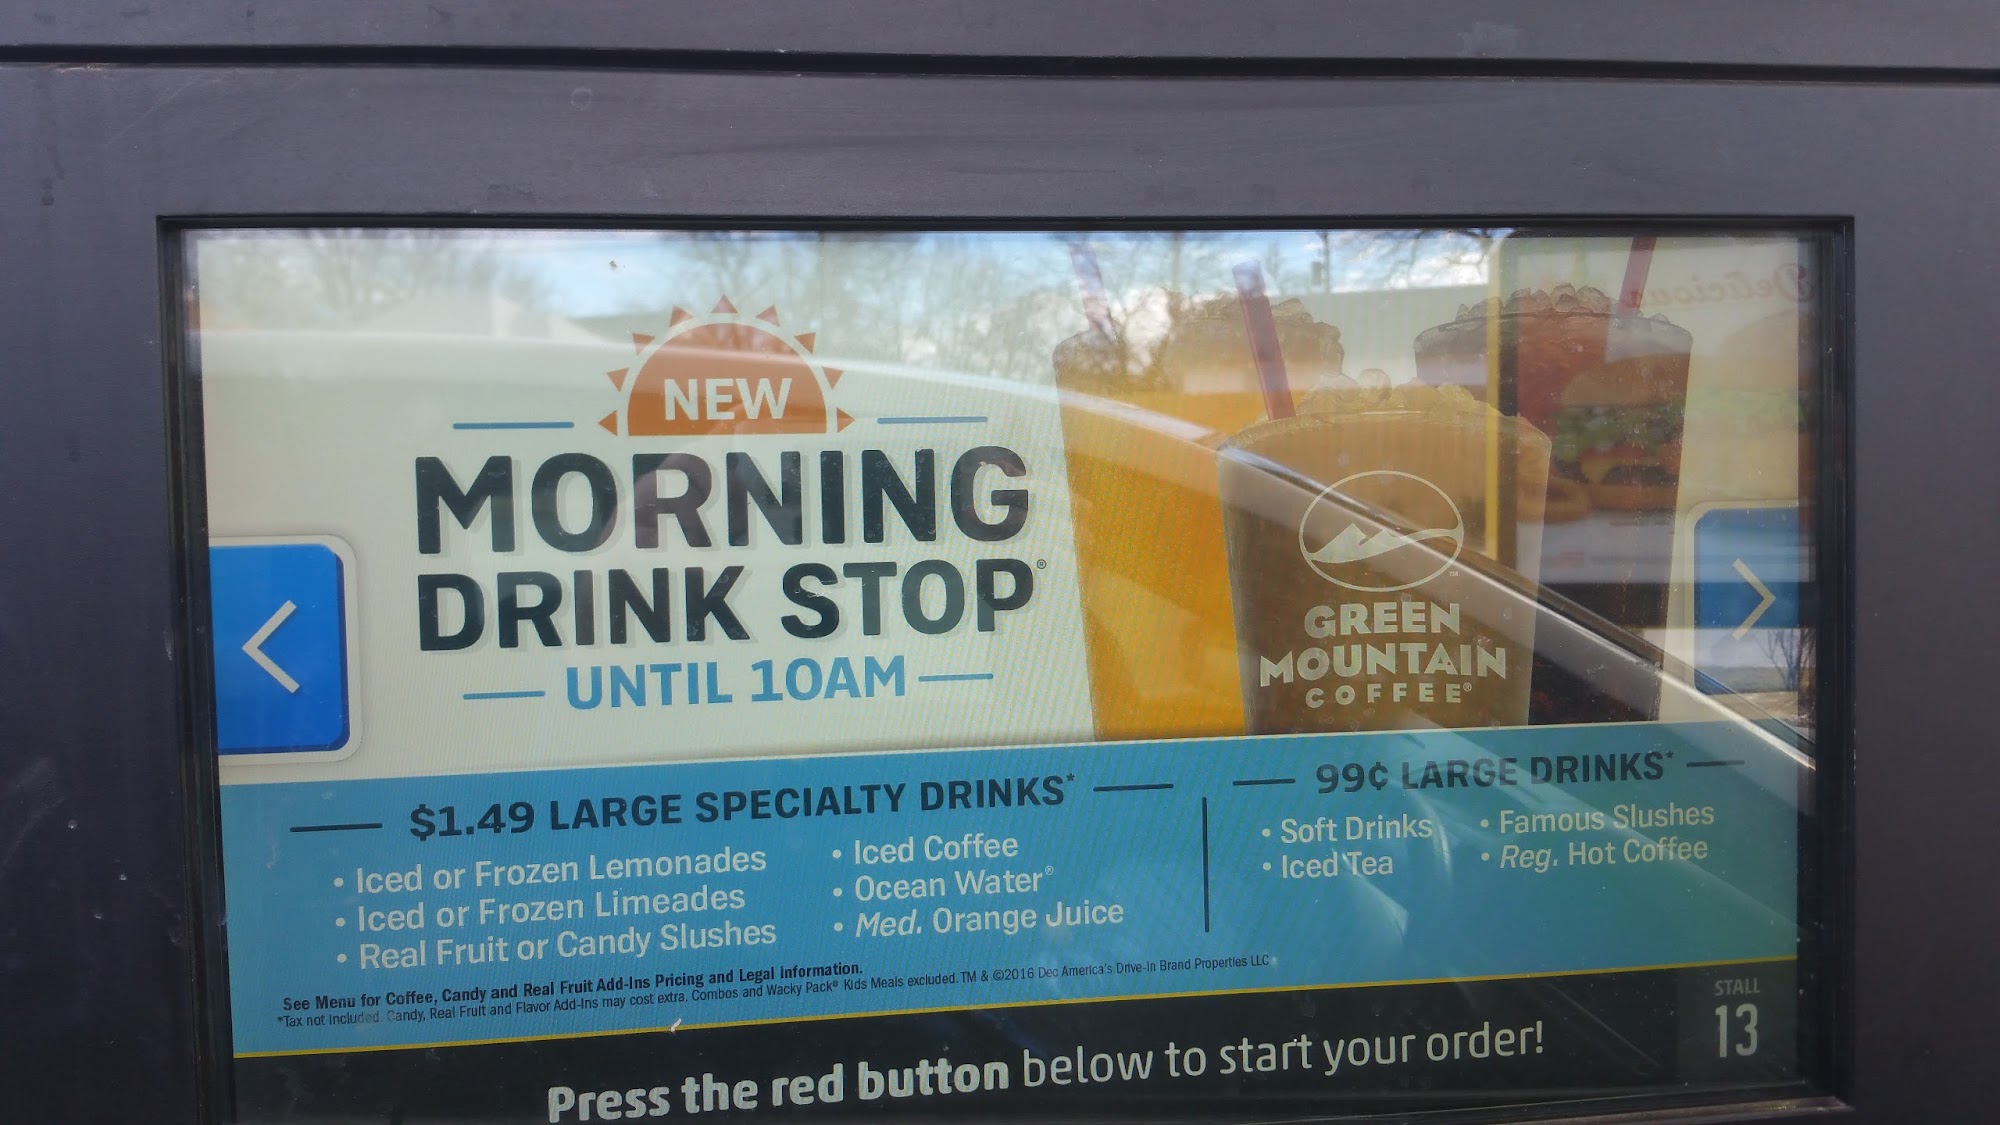 NEW
MORNING
DRINK STOP®
UNTIL 10AM
Delicious
GREEN
MOUNTAIN
COFFEE®
™
$1.49 LARGE SPECIALTY DRINKS*
• Iced or Frozen Lemonades
• Iced or Frozen Limeades
• Real Fruit or Candy Slushes
• Iced Coffee
• Ocean Water®
• Med. Orange Juice
99¢ LARGE DRINKS*
• Soft Drinks
• Iced Tea
• Famous Slushes
• Reg. Hot Coffee
See Menu for Coffee, Candy and Real Fruit Add-Ins Pricing and Legal Information.
*Tax not included. Candy, Real Fruit and Flavor Add-Ins may cost extra. Combos and Wacky Pack® Kids Meals excluded. TM & ©2016 Dec America's Drive-In Brand Properties LLC
STALL
13
Press the red button below to start your order!